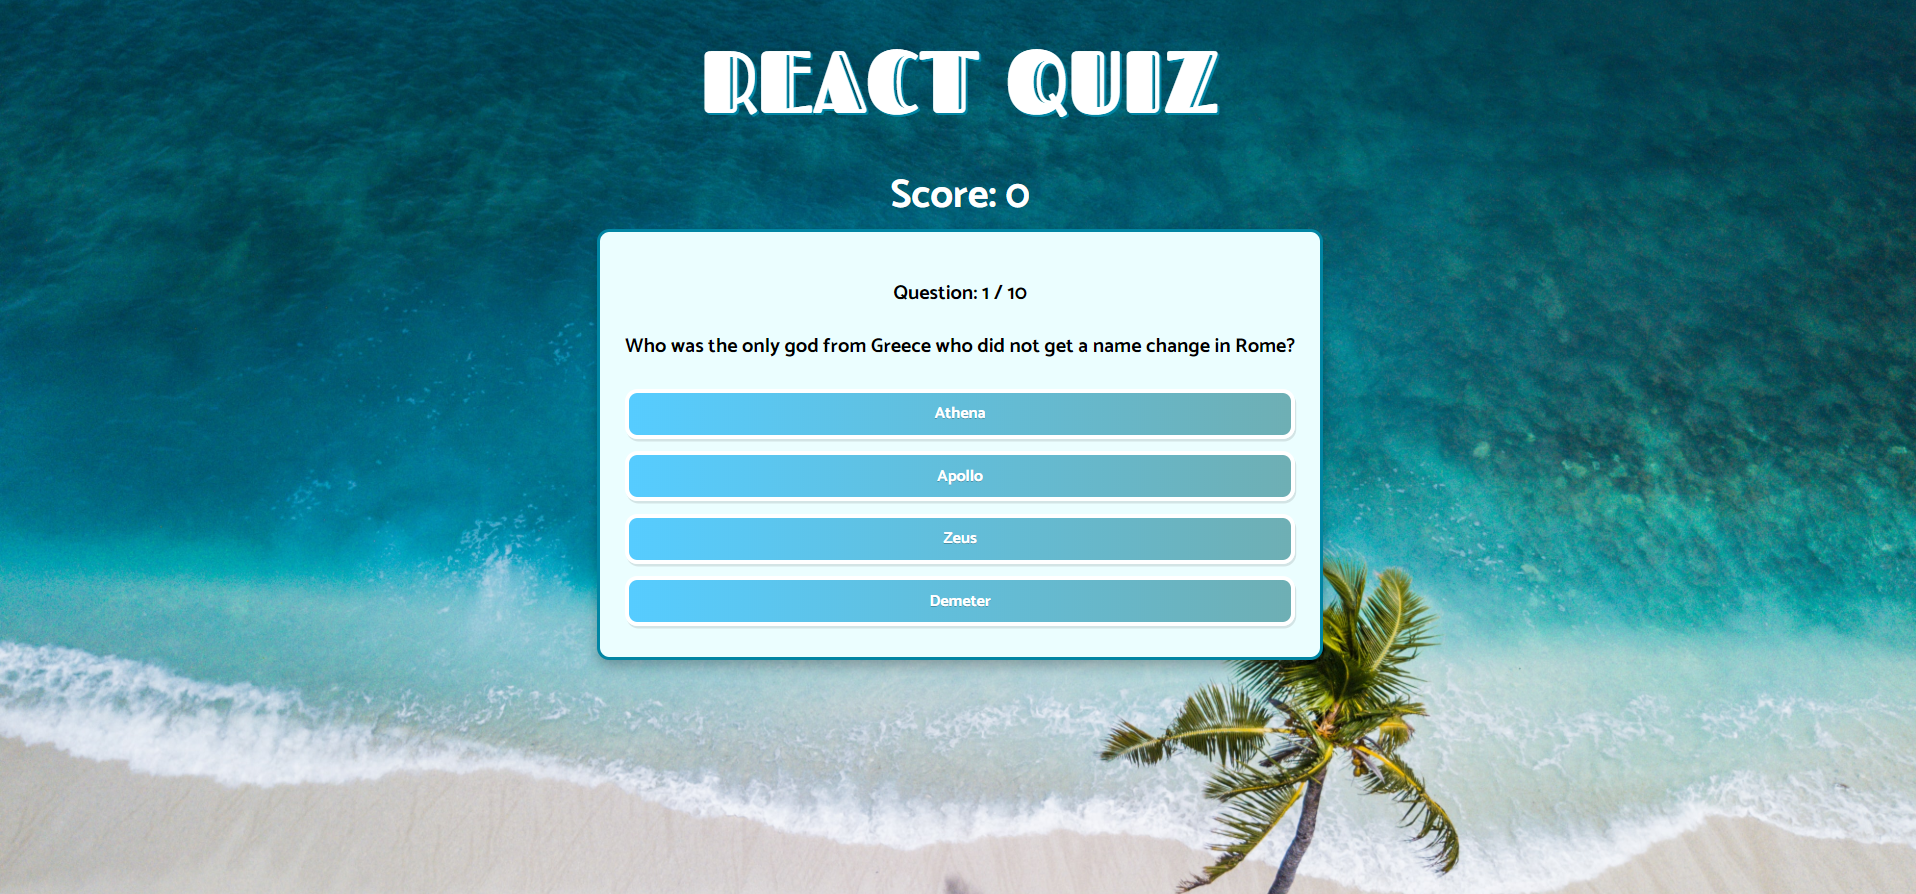 REACT QUIZ
Score: 0
Question: 1 / 10
Who was the only god from Greece who did not get a name change in Rome?
Athena
Apollo
Zeus
Demeter